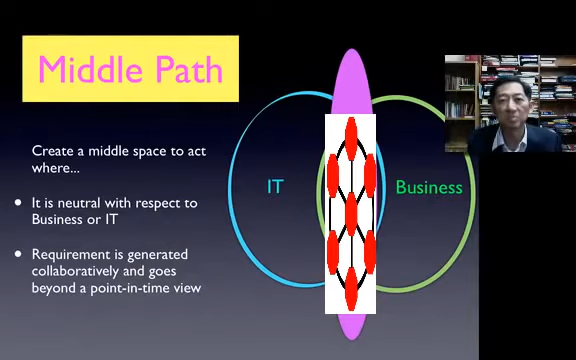 Middle Path
Create a middle space to act
where...
It is neutral with respect to
Business or IT
Requirement is generated
collaboratively and goes
beyond a point-in-time view
IT
Business